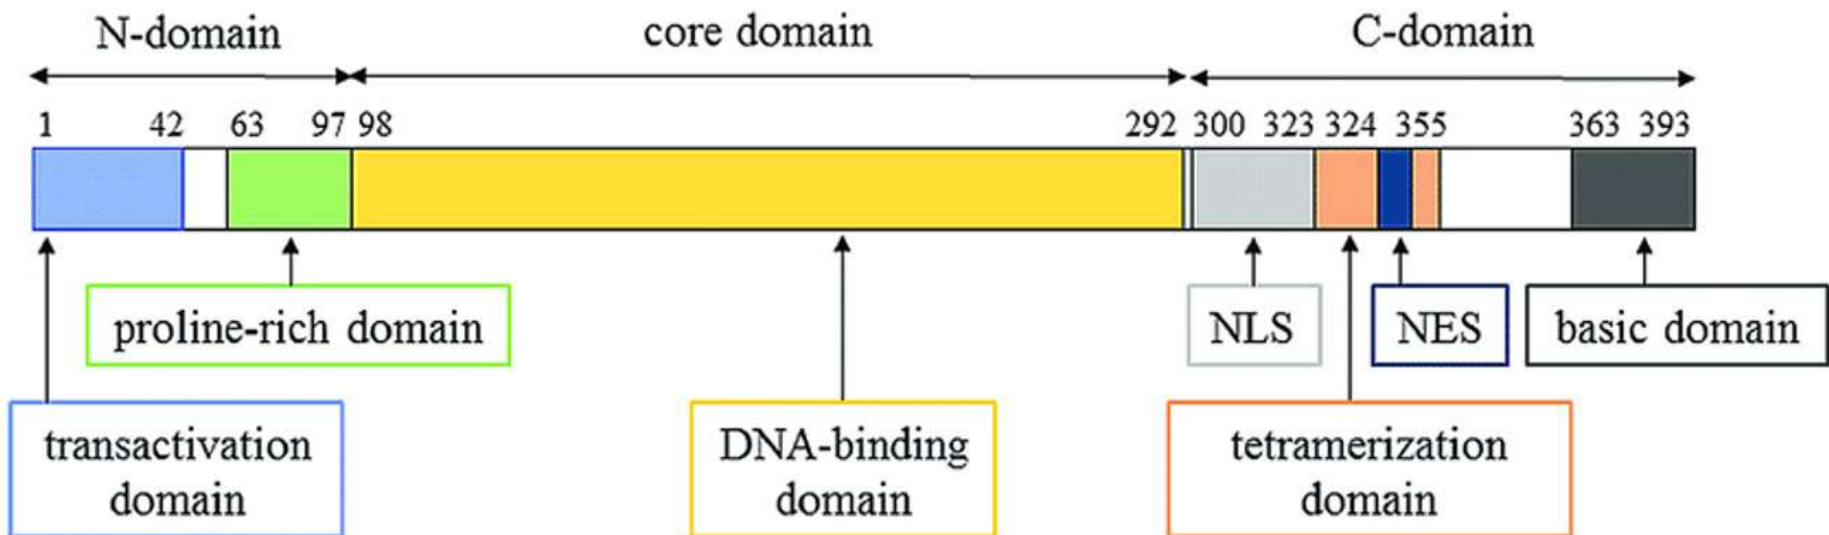 N-domain core domain C-domain
1 42 63 97 98 292 300 323 324 355 363 393
proline-rich domain NLS NES basic domain
transactivation domain
DNA-binding domain
tetramerization domain